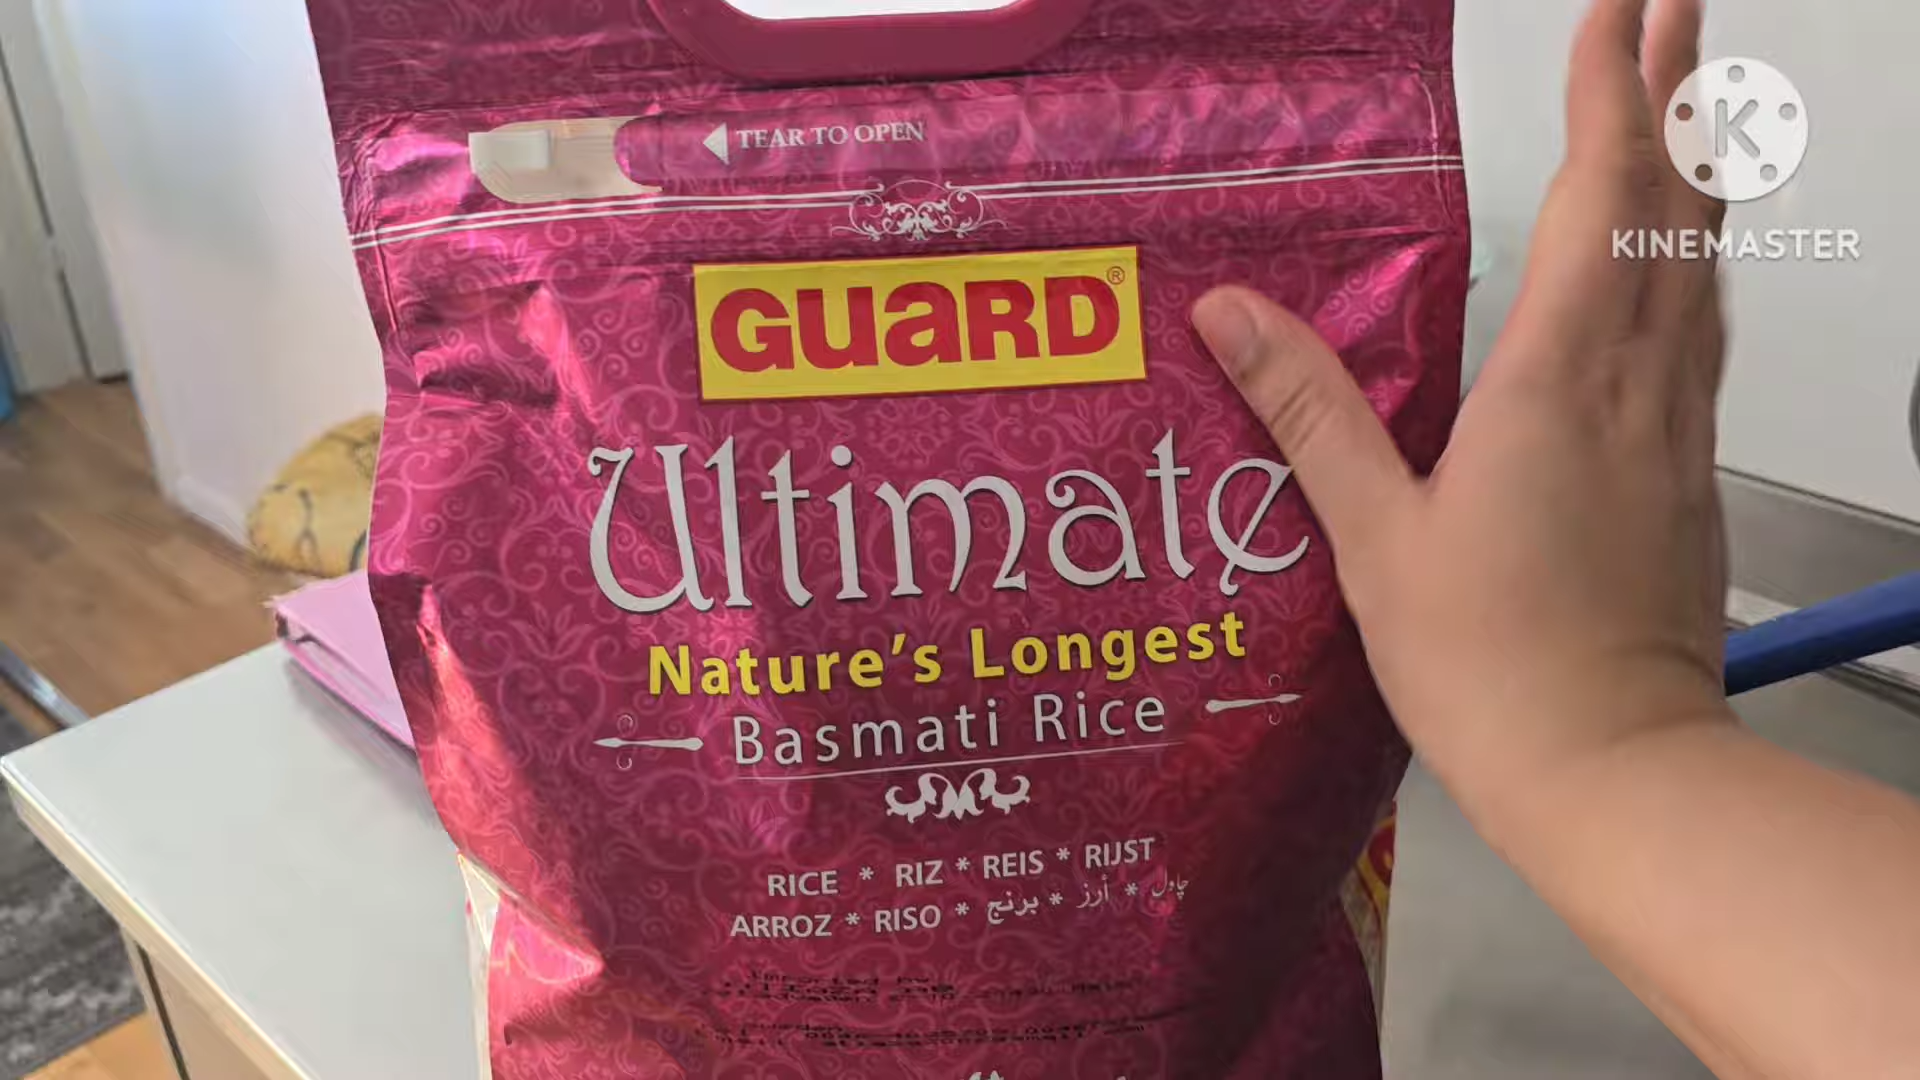 TEAR TO OPEN
K
KINEMASTER
GUARD®
Ultimate
Nature's Longest
Basmati Rice
RICE * RIZ * REIS * RIJST
ARROZ * RISO * برنج * أرز * چاول